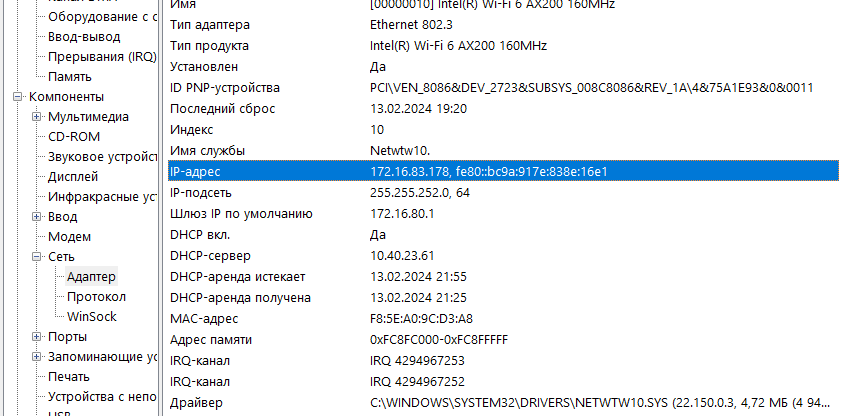 Имя [00000010] Intel(R) Wi-Fi 6 AX200 160MHz
Оборудование с о Тип адаптера Ethernet 802.3
Ввод-вывод Тип продукта Intel(R) Wi-Fi 6 AX200 160MHz
Прерывания (IRQ) Установлен Да
Память ID PNP-устройства PCI\VEN_8086&DEV_2723&SUBSYS_008C8086&REV_1A\4&75A1E93&0&0011
Компоненты Последний сброс 13.02.2024 19:20
Мультимедиа Индекс 10
CD-ROM Имя службы Netwtw10.
Звуковое устройст IP-адрес 172.16.83.178, fe80::bc9a:917e:838e:16e1
Дисплей IP-подсеть 255.255.252.0, 64
Инфракрасные уст Шлюз IP по умолчанию 172.16.80.1
Ввод DHCP вкл. Да
Модем DHCP-сервер 10.40.23.61
Сеть DHCP-аренда истекает 13.02.2024 21:55
Адаптер DHCP-аренда получена 13.02.2024 21:25
Протокол MAC-адрес F8:5E:A0:9C:D3:A8
WinSock Адрес памяти 0xFC8FC000-0xFC8FFFFF
Порты IRQ-канал IRQ 4294967253
Запоминающие ус IRQ-канал IRQ 4294967252
Печать Драйвер C:\WINDOWS\SYSTEM32\DRIVERS\NETWTW10.SYS (22.150.0.3, 4,72 МБ (4 94...
Устройства с непо